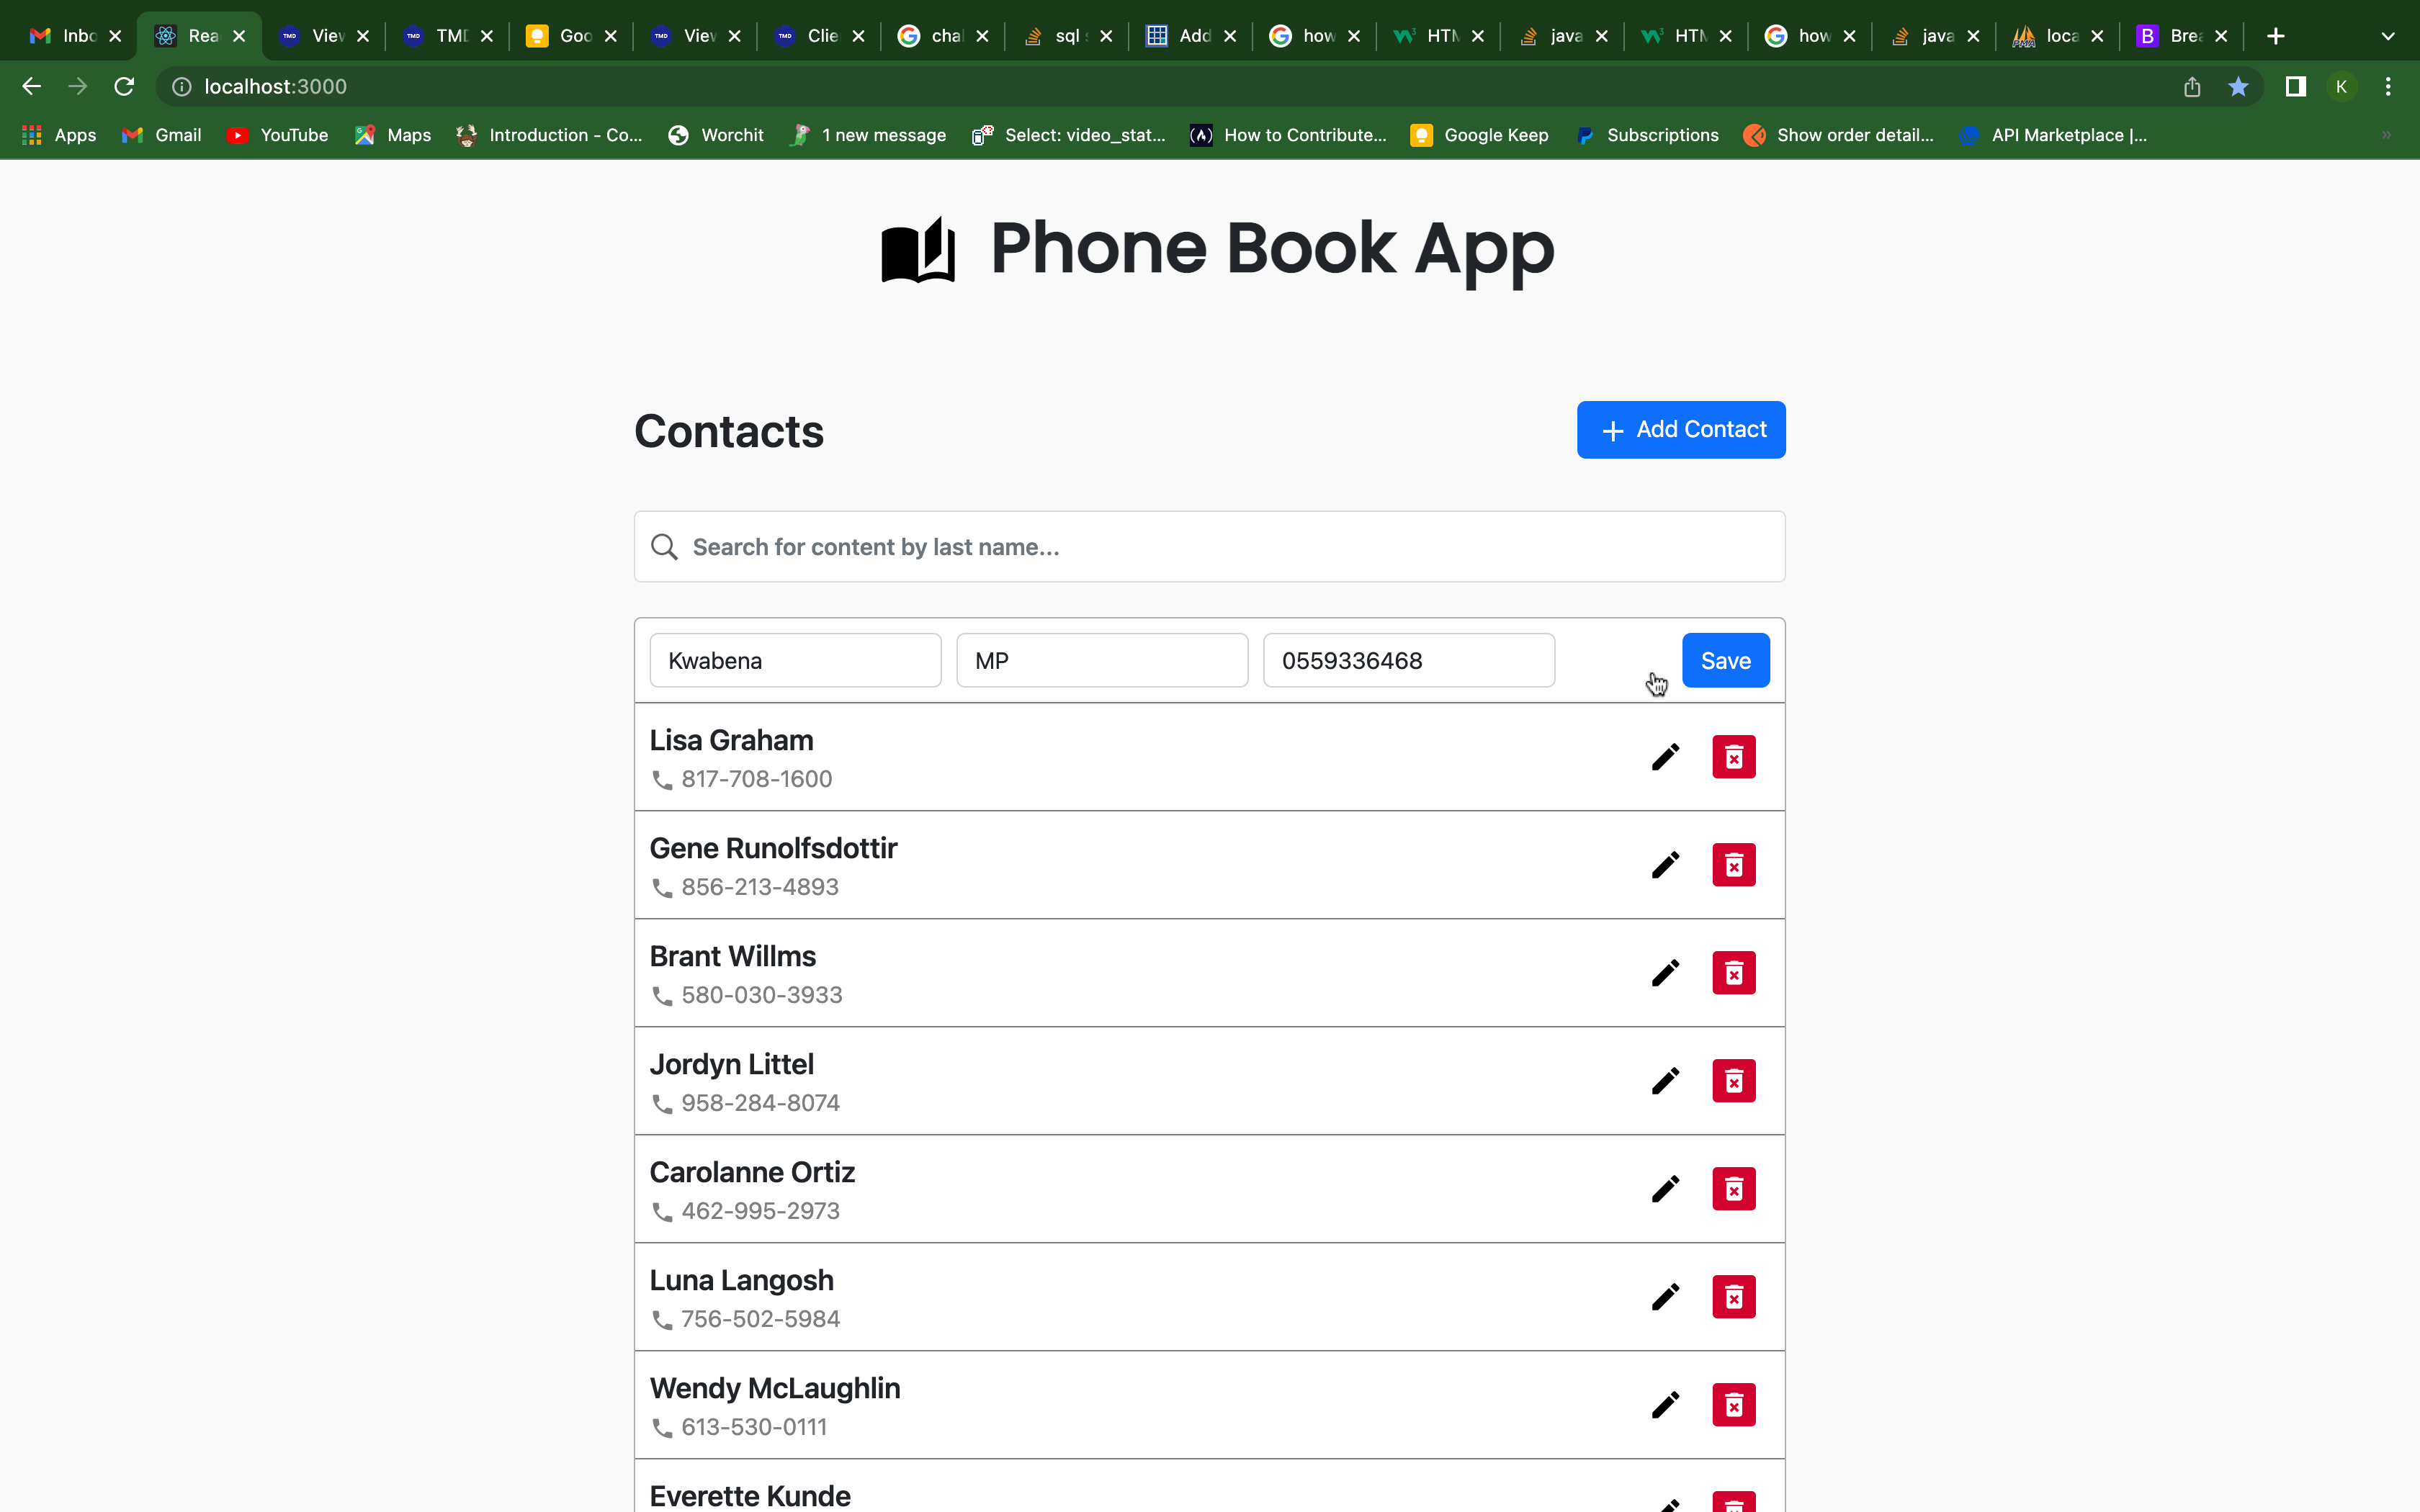 Inbo Rea Viev TMD Goo Viev Clie chat sql s Add how HTM java HTM how java loca Brea
localhost:3000 K
Apps Gmail YouTube Maps Introduction - Co... Worchit 1 new message Select: video_stat... How to Contribute... Google Keep Subscriptions Show order detail... API Marketplace |... »
Phone Book App
Contacts
+ Add Contact
Search for content by last name...
Kwabena MP 0559336468 Save
Lisa Graham
817-708-1600
Gene Runolfsdottir
856-213-4893
Brant Willms
580-030-3933
Jordyn Littel
958-284-8074
Carolanne Ortiz
462-995-2973
Luna Langosh
756-502-5984
Wendy McLaughlin
613-530-0111
Everette Kunde